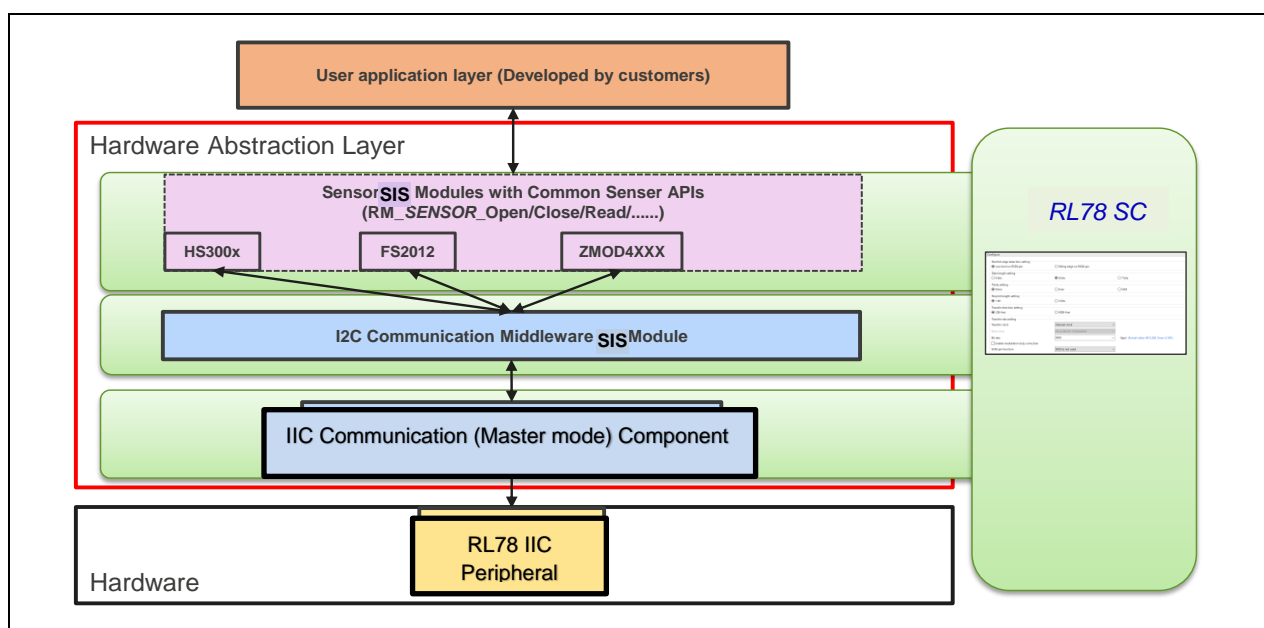 User application layer (Developed by customers)
Hardware Abstraction Layer
Sensor SIS Modules with Common Senser APIs
(RM_SENSOR_Open/Close/Read/......)
HS300x
FS2012
ZMOD4XXX
I2C Communication Middleware SIS Module
IIC Communication (Master mode) Component
RL78 IIC
Peripheral
Hardware
RL78 SC